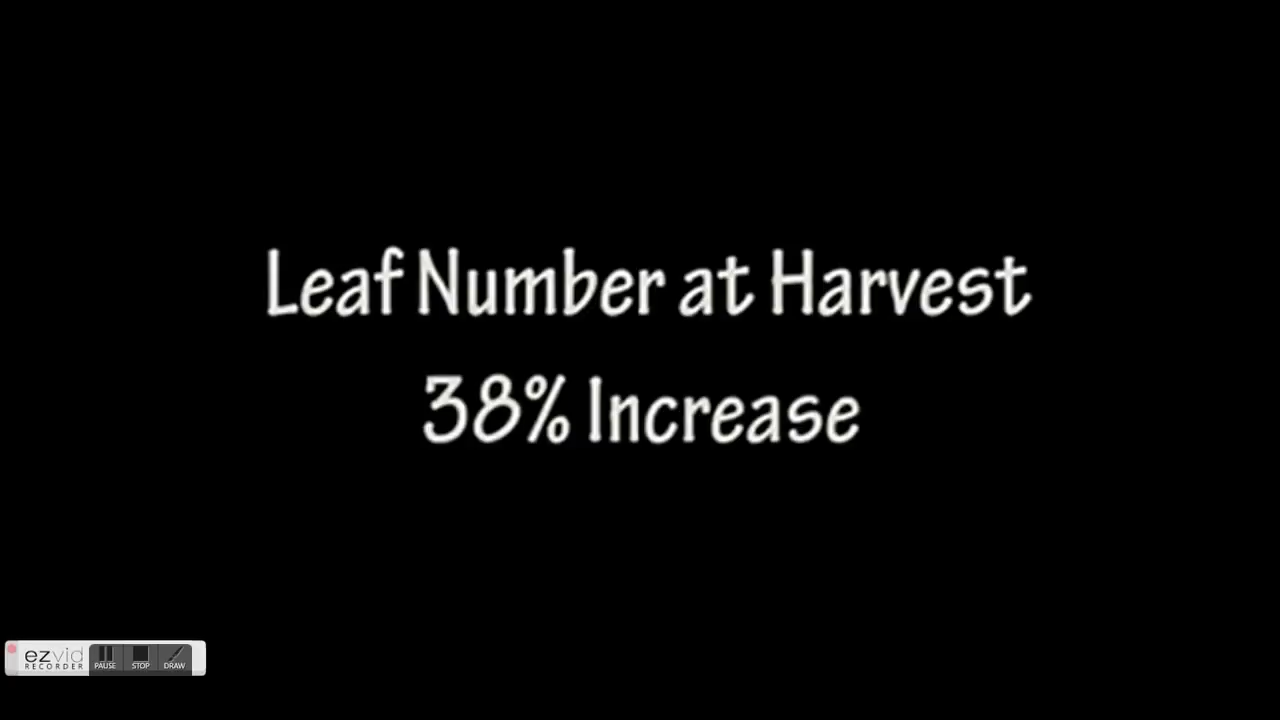 Leaf Number at Harvest
38% Increase
ezvid
RECORDER
PAUSE STOP DRAW